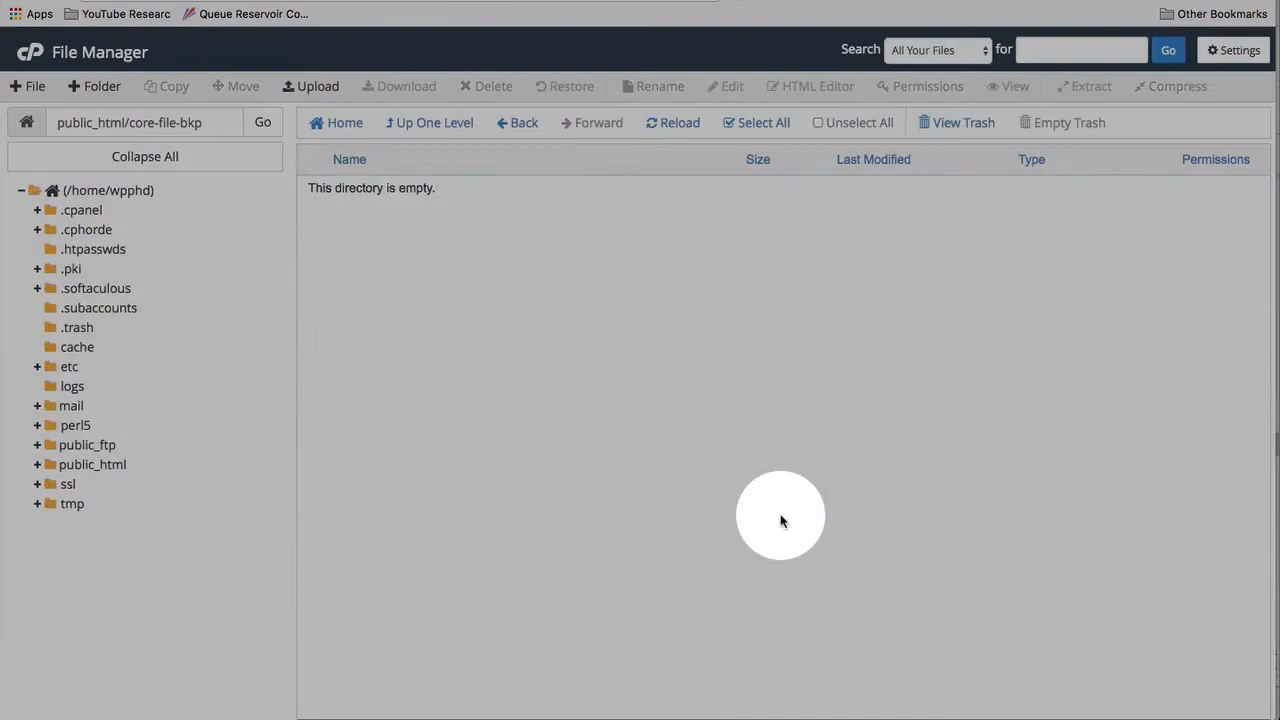 Apps YouTube Researc Queue Reservoir Co... Other Bookmarks
cP File Manager Search All Your Files for Go Settings
+ File + Folder Copy Move Upload Download Delete Restore Rename Edit HTML Editor Permissions View Extract Compress
public_html/core-file-bkp Go Home Up One Level Back Forward Reload Select All Unselect All View Trash Empty Trash
Collapse All
Name Size Last Modified Type Permissions
This directory is empty.
(/home/wpphd)
.cpanel
.cphorde
.htpasswds
.pki
.softaculous
.subaccounts
.trash
cache
etc
logs
mail
perl5
public_ftp
public_html
ssl
tmp